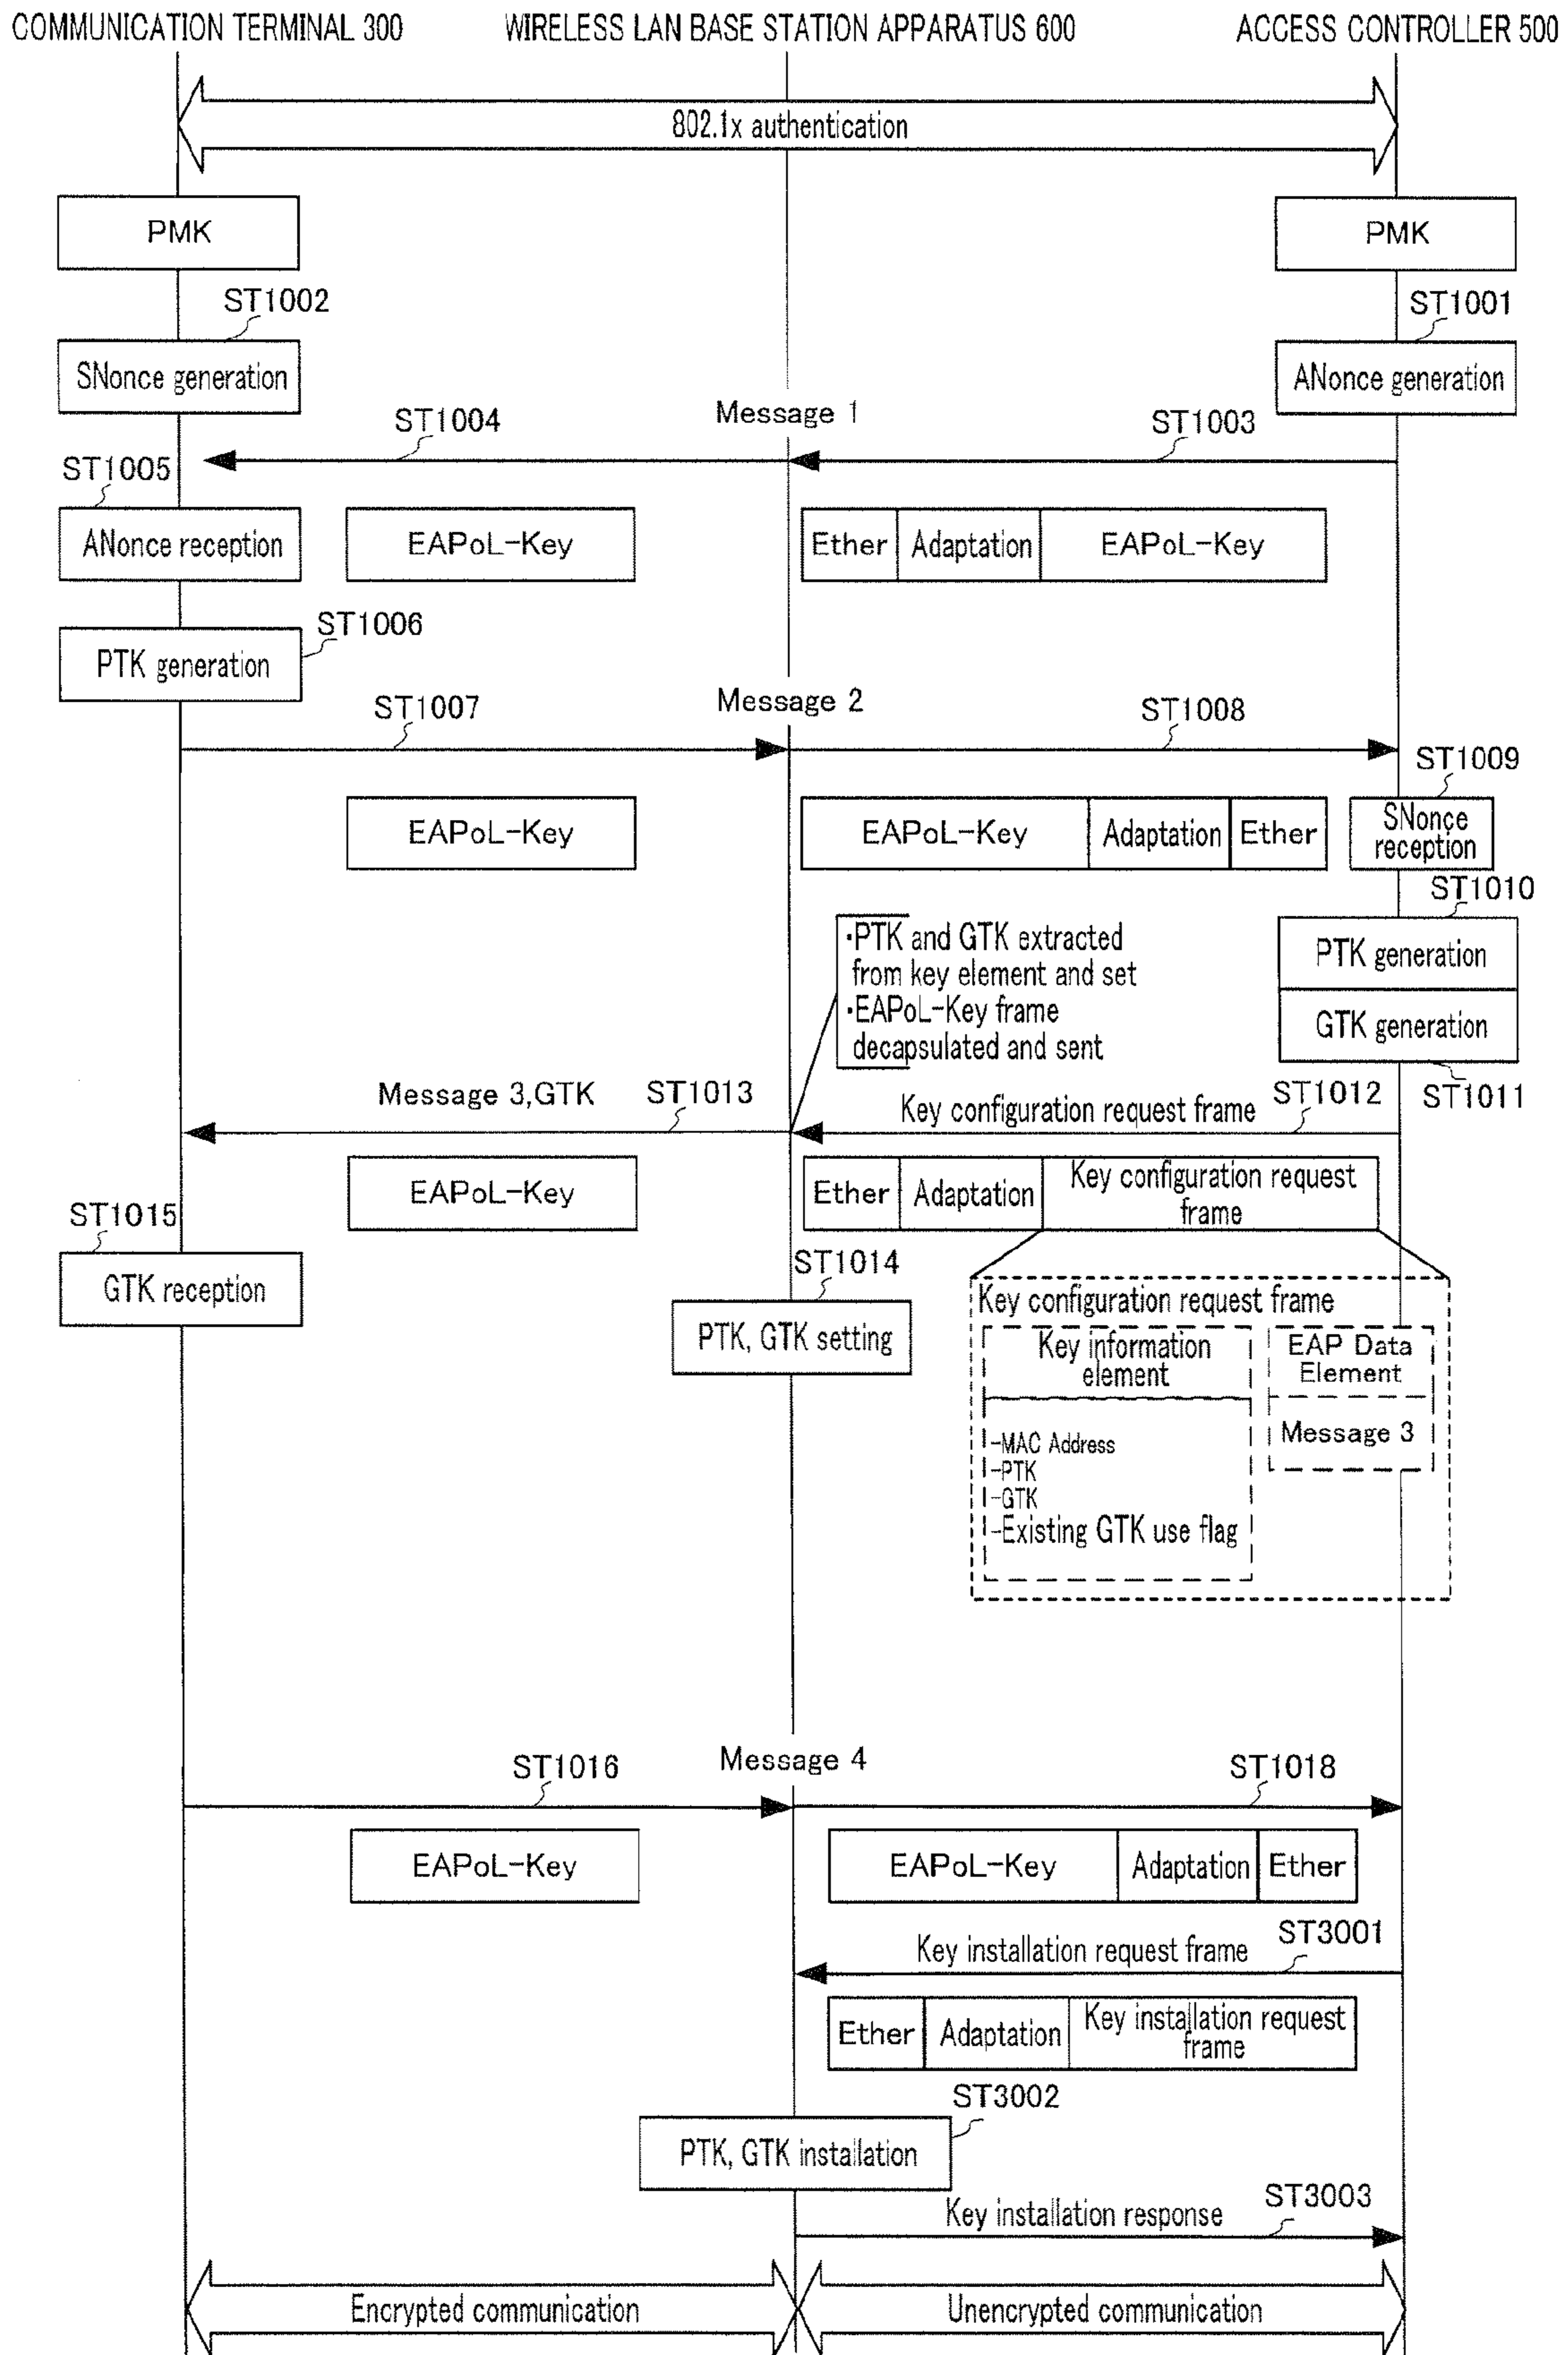 COMMUNICATION TERMINAL 300
WIRELESS LAN BASE STATION APPARATUS 600
ACCESS CONTROLLER 500
802.1x authentication
PMK
PMK
ST1002
ST1001
SNonce generation
ANonce generation
Message 1
ST1004
ST1003
ST1005
ANonce reception
EAPoL-Key
Ether
Adaptation
EAPoL-Key
ST1006
PTK generation
Message 2
ST1007
ST1008
ST1009
EAPoL-Key
EAPoL-Key
Adaptation
Ether
SNonce
reception
ST1010
・PTK and GTK extracted
from key element and set
・EAPoL-Key frame
decapsulated and sent
PTK generation
GTK generation
ST1011
Message 3,GTK
ST1013
Key configuration request frame
ST1012
EAPoL-Key
Ether
Adaptation
Key configuration request
frame
ST1015
GTK reception
ST1014
PTK, GTK setting
Key configuration request frame
Key information
element
EAP Data
Element
-MAC Address
-PTK
-GTK
-Existing GTK use flag
Message 3
Message 4
ST1016
ST1018
EAPoL-Key
EAPoL-Key
Adaptation
Ether
Key installation request frame
ST3001
Ether
Adaptation
Key installation request
frame
ST3002
PTK, GTK installation
ST3003
Key installation response
Encrypted communication
Unencrypted communication